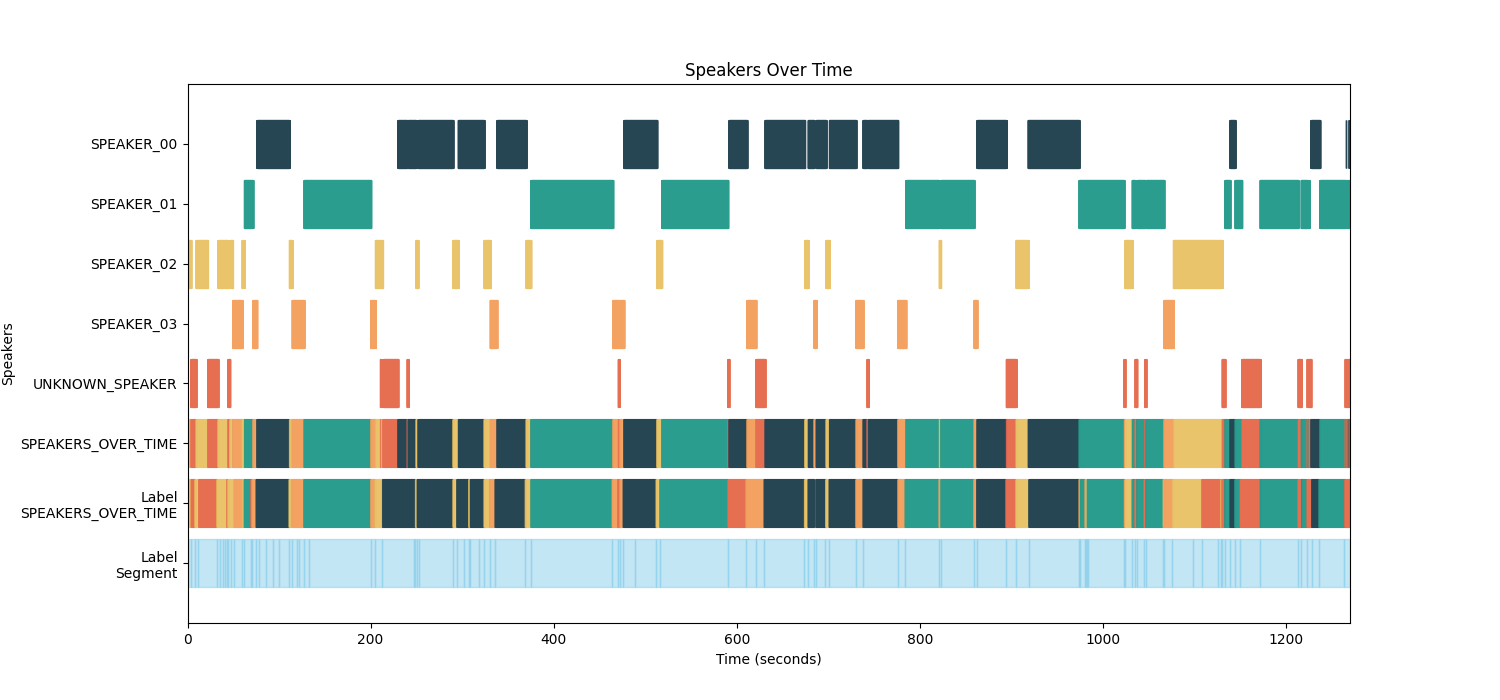 Speakers Over Time
SPEAKER_00
SPEAKER_01
SPEAKER_02
SPEAKER_03
UNKNOWN_SPEAKER
SPEAKERS_OVER_TIME
Label
SPEAKERS_OVER_TIME
Label
Segment
Speakers
0 200 400 600 800 1000 1200
Time (seconds)